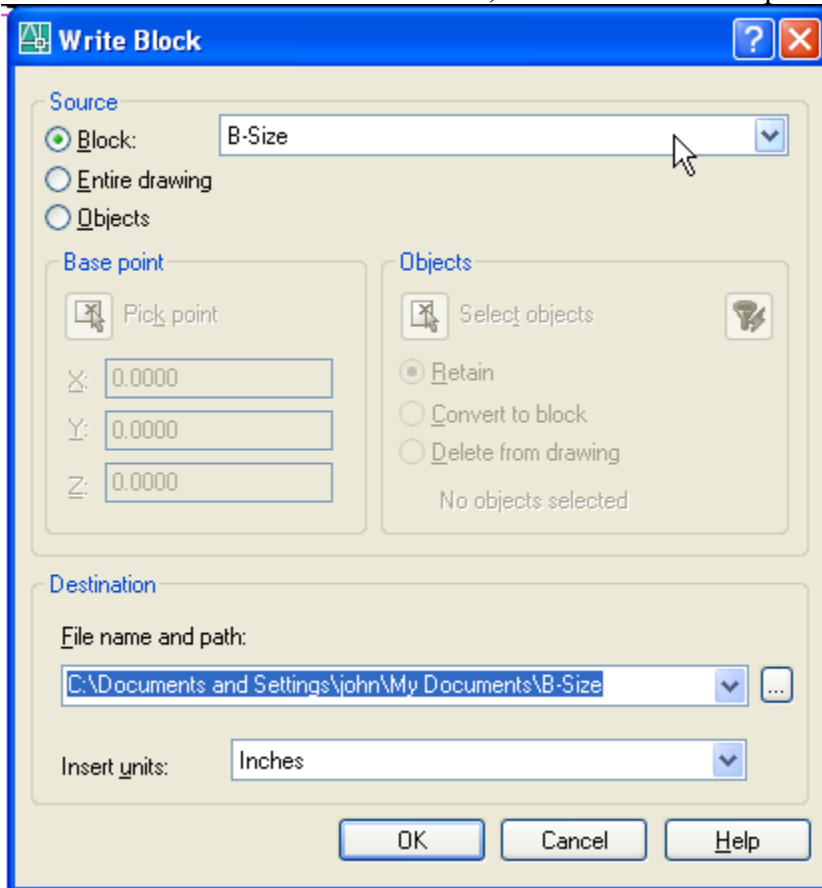 Write Block
Source
Block: B-Size
Entire drawing
Objects
Base point
Pick point
X: 0.0000
Y: 0.0000
Z: 0.0000
Objects
Select objects
Retain
Convert to block
Delete from drawing
No objects selected
Destination
File name and path:
C:\Documents and Settings\john\My Documents\B-Size
...
Insert units: Inches
OK Cancel Help